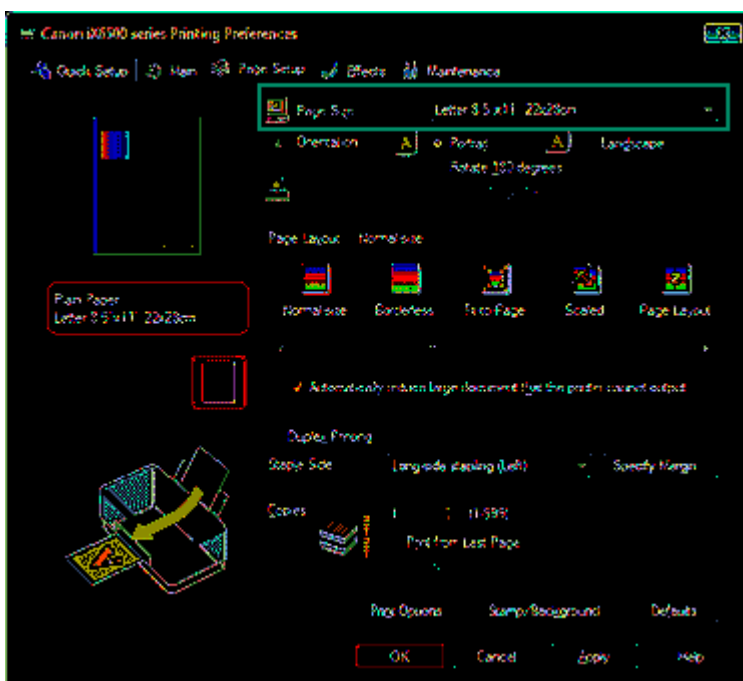 Canon iX6500 series Printing Preferences
Quick Setup Main Page Setup Effects Maintenance
Page Size Letter 8.5"x11" 22x28cm
Orientation A Portrait A Landscape
Rotate 180 degrees
Page Layout Normal-size
Normal-size Borderless Fit-to-Page Scaled Page Layout
Plain Paper
Letter 8.5"x11" 22x28cm
Automatically reduce large document that the printer cannot output
Duplex Printing
Staple Side Long-side stapling (Left) Specify Margin
Copies 1 (1-999)
Print from Last Page
Print Options Stamp/Background Defaults
OK Cancel Apply Help